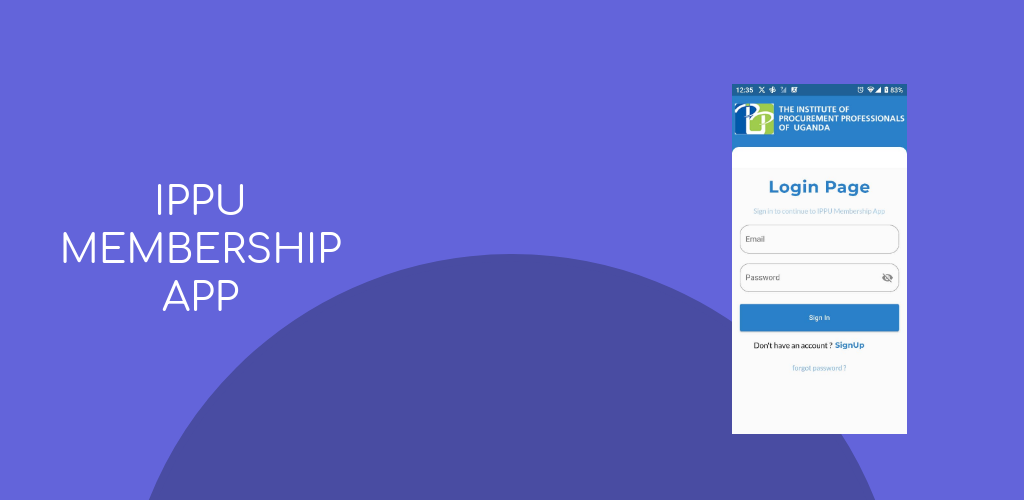 IPPU
MEMBERSHIP
APP
12:35 83%
THE INSTITUTE OF
PROCUREMENT PROFESSIONALS
OF UGANDA
Login Page
Sign in to continue to IPPU Membership App
Email
Password
Sign In
Don't have an account ? SignUp
forgot password?